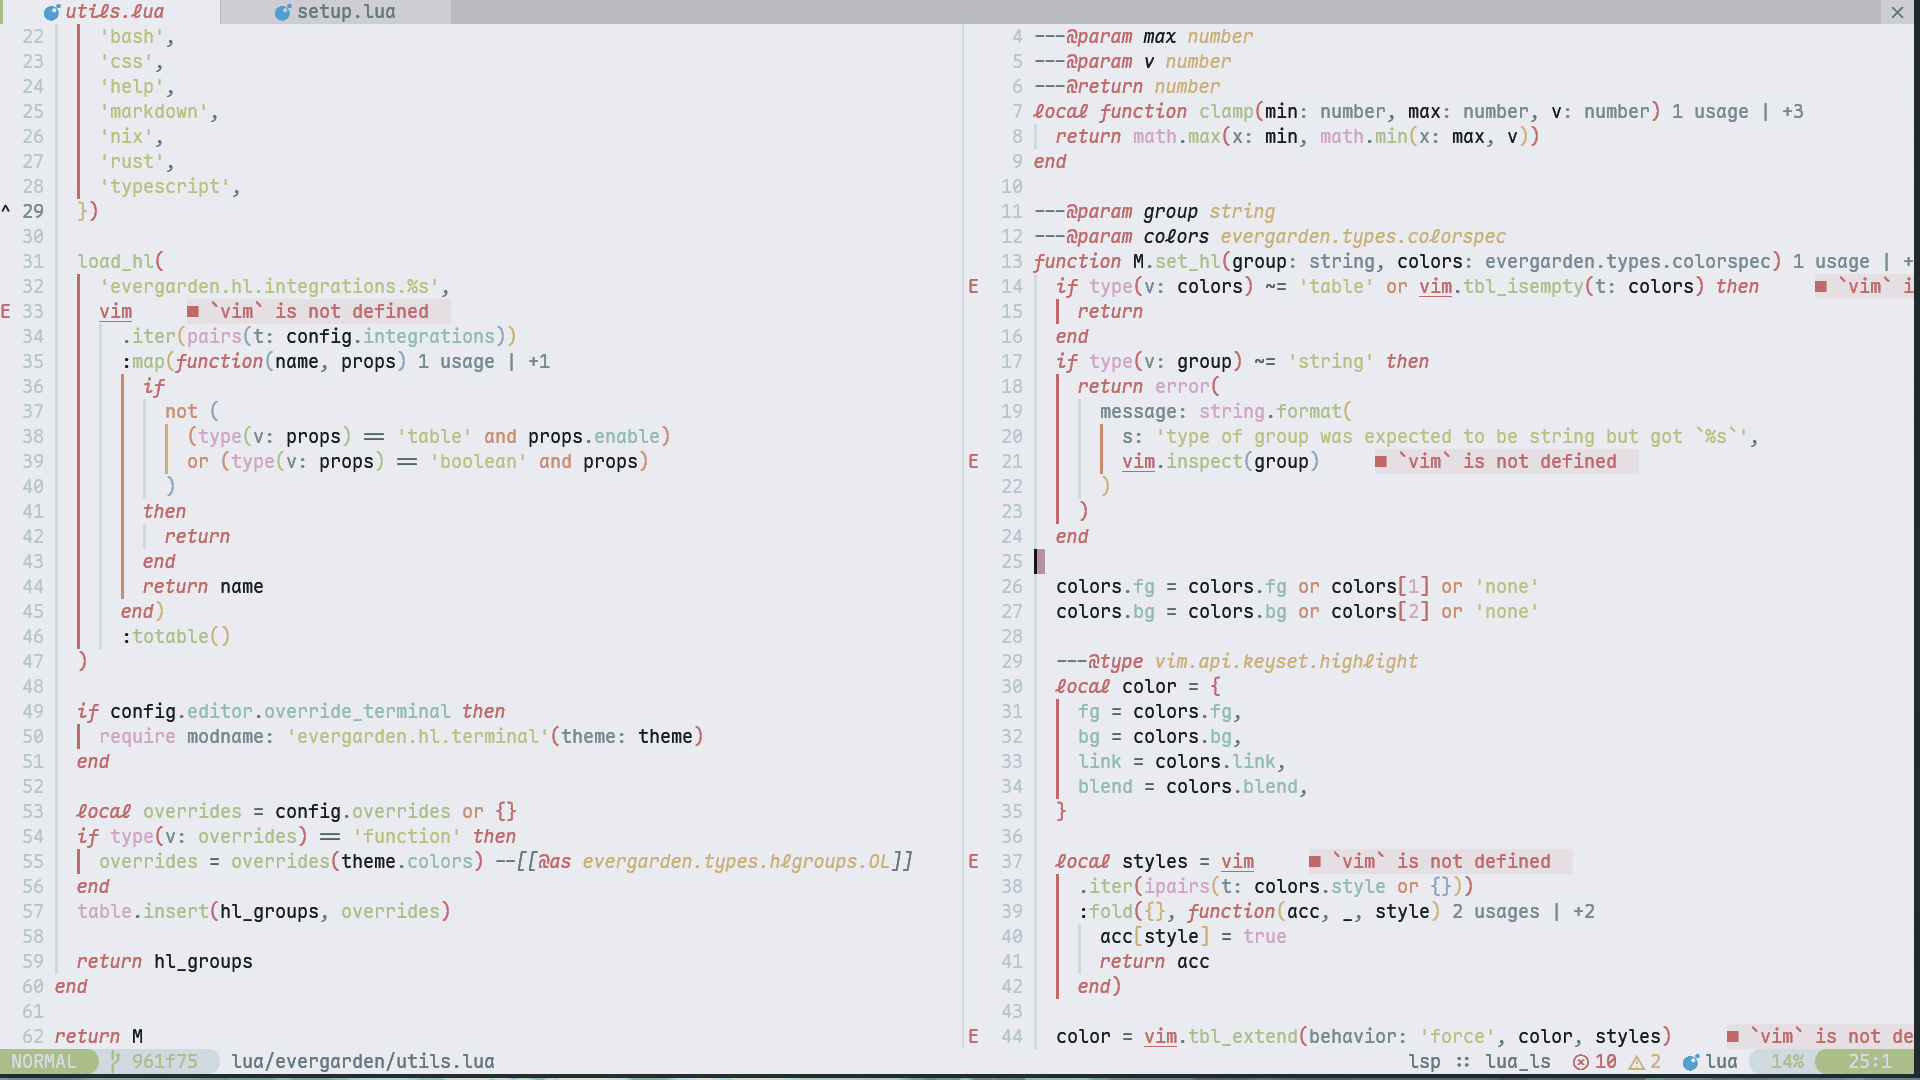 utils.lua
setup.lua
22 'bash',
23 'css',
24 'help',
25 'markdown',
26 'nix',
27 'rust',
28 'typescript',
^ 29 })
30
31 load_hl(
32 'evergarden.hl.integrations.%s',
E 33 vim ■ `vim` is not defined
34 .iter(pairs(t: config.integrations))
35 :map(function(name, props) 1 usage | +1
36 if
37 not (
38 (type(v: props) == 'table' and props.enable)
39 or (type(v: props) == 'boolean' and props)
40 )
41 then
42 return
43 end
44 return name
45 end)
46 :totable()
47 )
48
49 if config.editor.override_terminal then
50 require modname: 'evergarden.hl.terminal'(theme: theme)
51 end
52
53 local overrides = config.overrides or {}
54 if type(v: overrides) == 'function' then
55 overrides = overrides(theme.colors) --[[@as evergarden.types.hlgroups.OL]]
56 end
57 table.insert(hl_groups, overrides)
58
59 return hl_groups
60 end
61
62 return M
4 ---@param max number
5 ---@param v number
6 ---@return number
7 local function clamp(min: number, max: number, v: number) 1 usage | +3
8 return math.max(x: min, math.min(x: max, v))
9 end
10
11 ---@param group string
12 ---@param colors evergarden.types.colorspec
13 function M.set_hl(group: string, colors: evergarden.types.colorspec) 1 usage | +
E 14 if type(v: colors) ~= 'table' or vim.tbl_isempty(t: colors) then ■ `vim` i
15 return
16 end
17 if type(v: group) ~= 'string' then
18 return error(
19 message: string.format(
20 s: 'type of group was expected to be string but got `%s`',
E 21 vim.inspect(group) ■ `vim` is not defined
22 )
23 )
24 end
25
26 colors.fg = colors.fg or colors[1] or 'none'
27 colors.bg = colors.bg or colors[2] or 'none'
28
29 ---@type vim.api.keyset.highlight
30 local color = {
31 fg = colors.fg,
32 bg = colors.bg,
33 link = colors.link,
34 blend = colors.blend,
35 }
36
E 37 local styles = vim ■ `vim` is not defined
38 .iter(ipairs(t: colors.style or {}))
39 :fold({}, function(acc, _, style) 2 usages | +2
40 acc[style] = true
41 return acc
42 end)
43
E 44 color = vim.tbl_extend(behavior: 'force', color, styles) ■ `vim` is not de
NORMAL 961f75 lua/evergarden/utils.lua lsp :: lua_ls 10 2 lua 14% 25:1